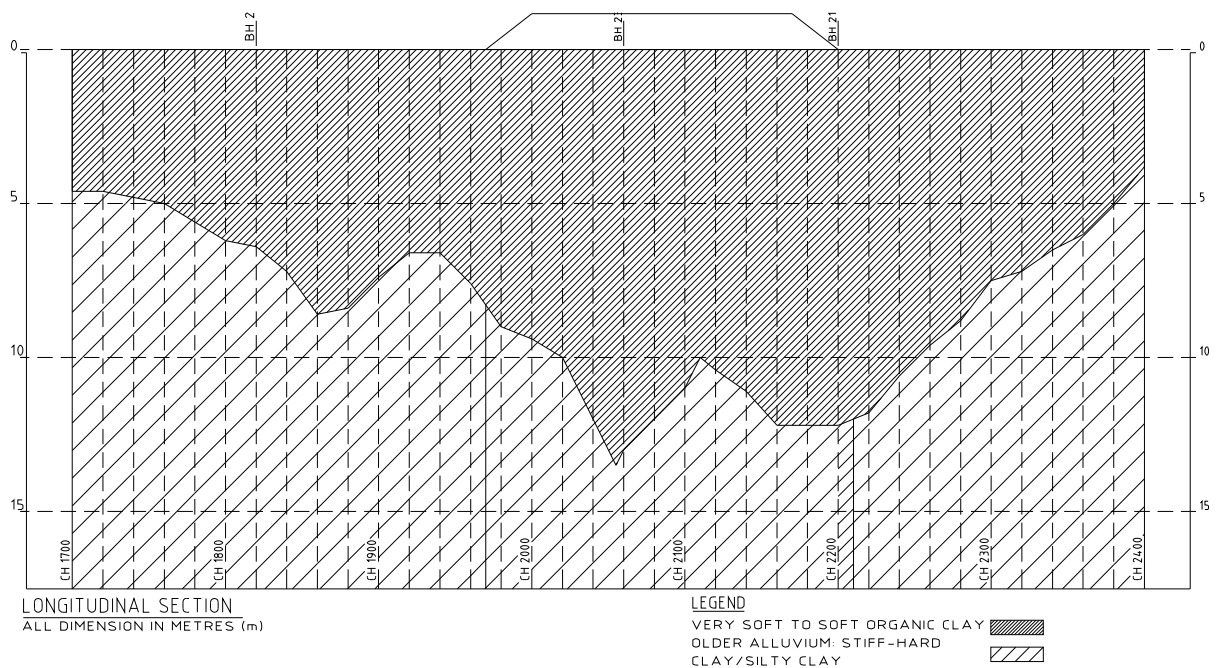 BH 2
BH 2
BH 21
0
0
5
5
10
10
15
15
CH 1700
CH 1800
CH 1900
CH 2000
CH 2100
CH 2200
CH 2300
CH 2400
LONGITUDINAL SECTION
ALL DIMENSION IN METRES (m)
LEGEND
VERY SOFT TO SOFT ORGANIC CLAY
OLDER ALLUVIUM: STIFF-HARD
CLAY/SILTY CLAY